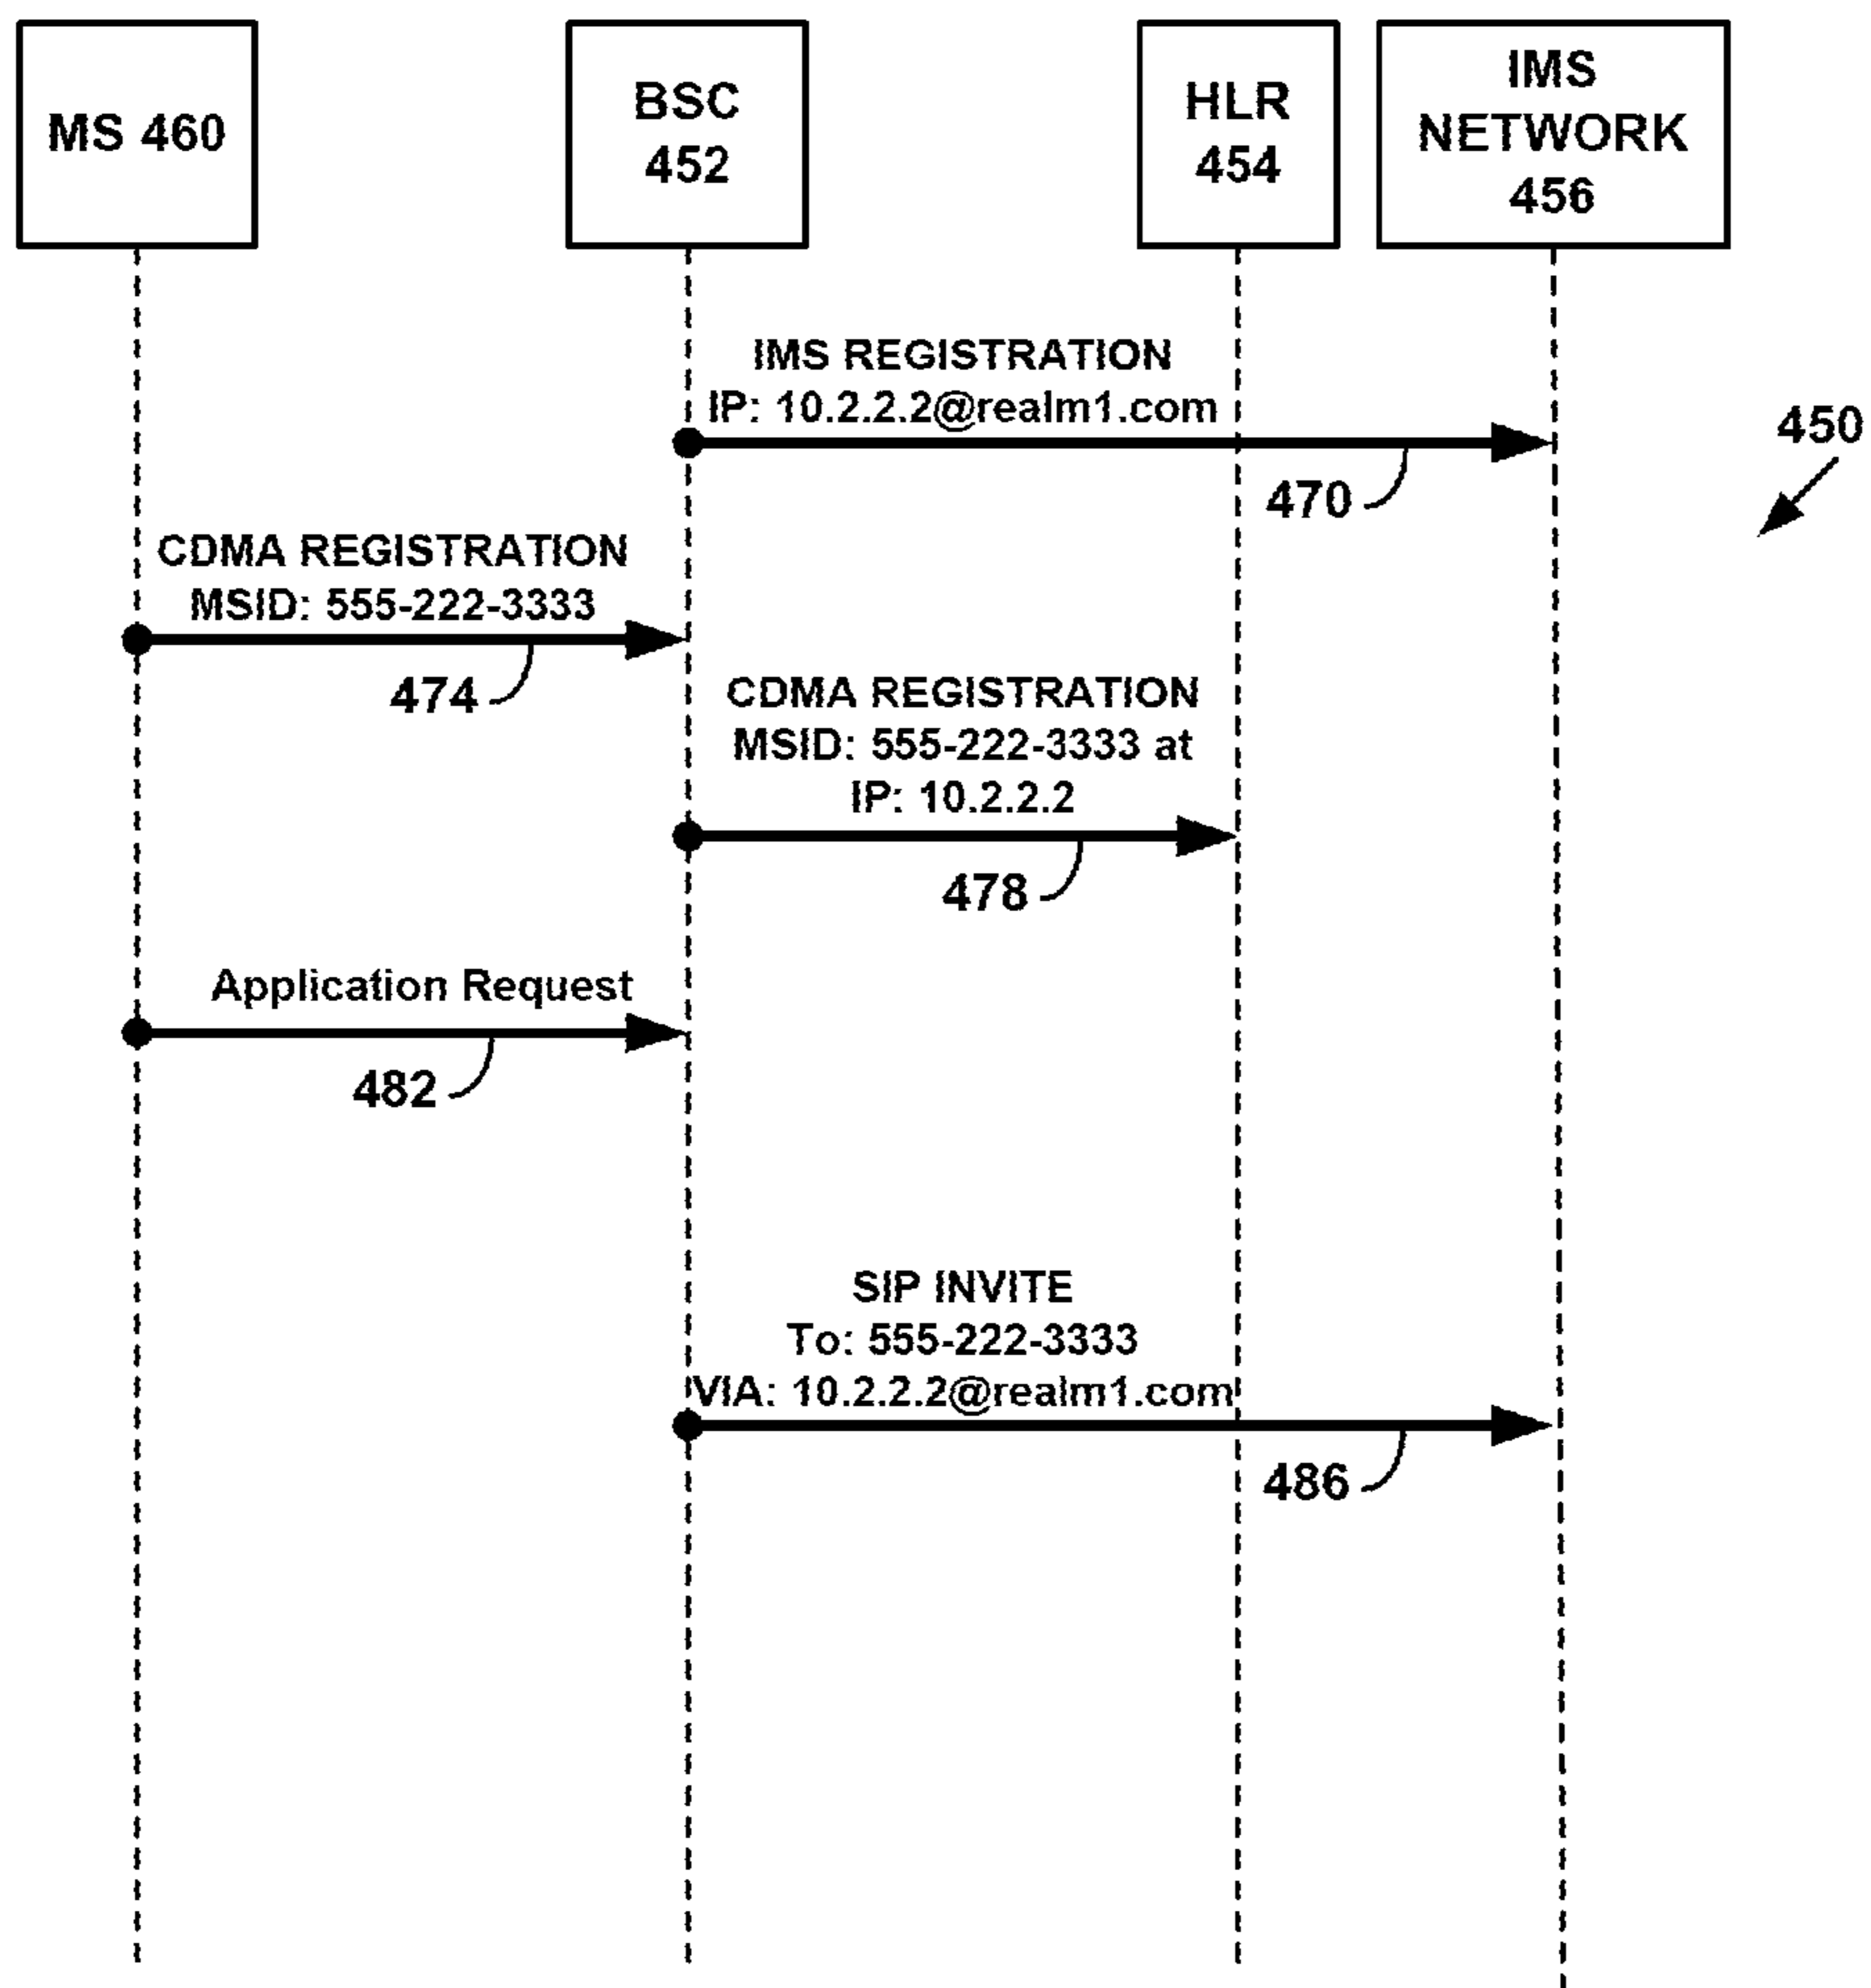 MS 460
BSC
452
HLR
454
IMS
NETWORK
456
IMS REGISTRATION
IP: 10.2.2.2@realm1.com
450
470
CDMA REGISTRATION
MSID: 555-222-3333
474
CDMA REGISTRATION
MSID: 555-222-3333 at
IP: 10.2.2.2
478
Application Request
482
SIP INVITE
To: 555-222-3333
VIA: 10.2.2.2@realm1.com
486